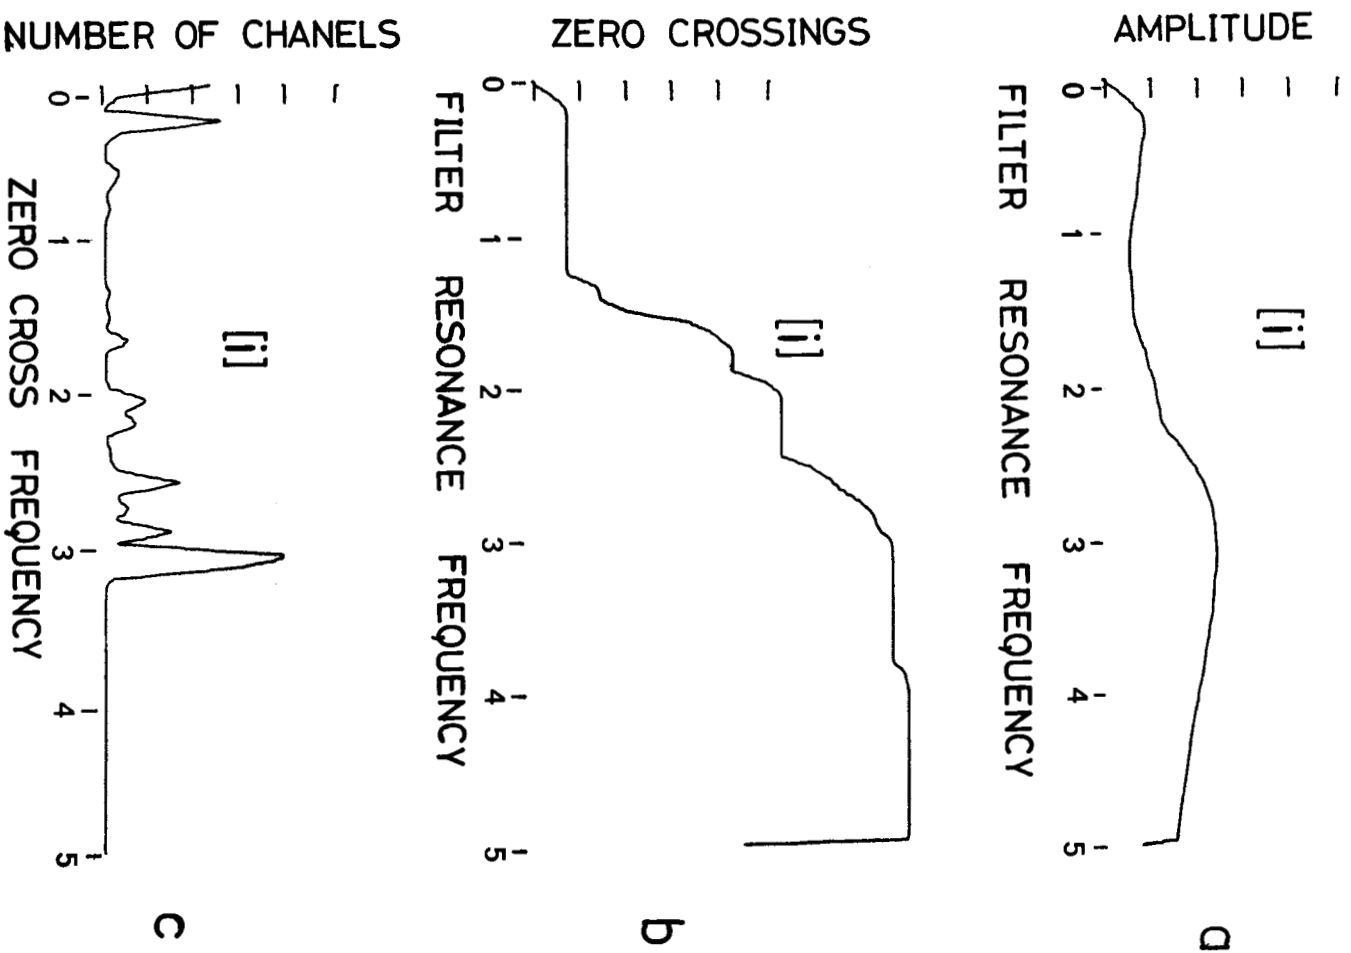 AMPLITUDE
[i]
0 1 2 3 4 5
FILTER RESONANCE FREQUENCY
a
ZERO CROSSINGS
[i]
0 1 2 3 4 5
FILTER RESONANCE FREQUENCY
b
NUMBER OF CHANELS
[i]
0 1 2 3 4 5
ZERO CROSS FREQUENCY
c